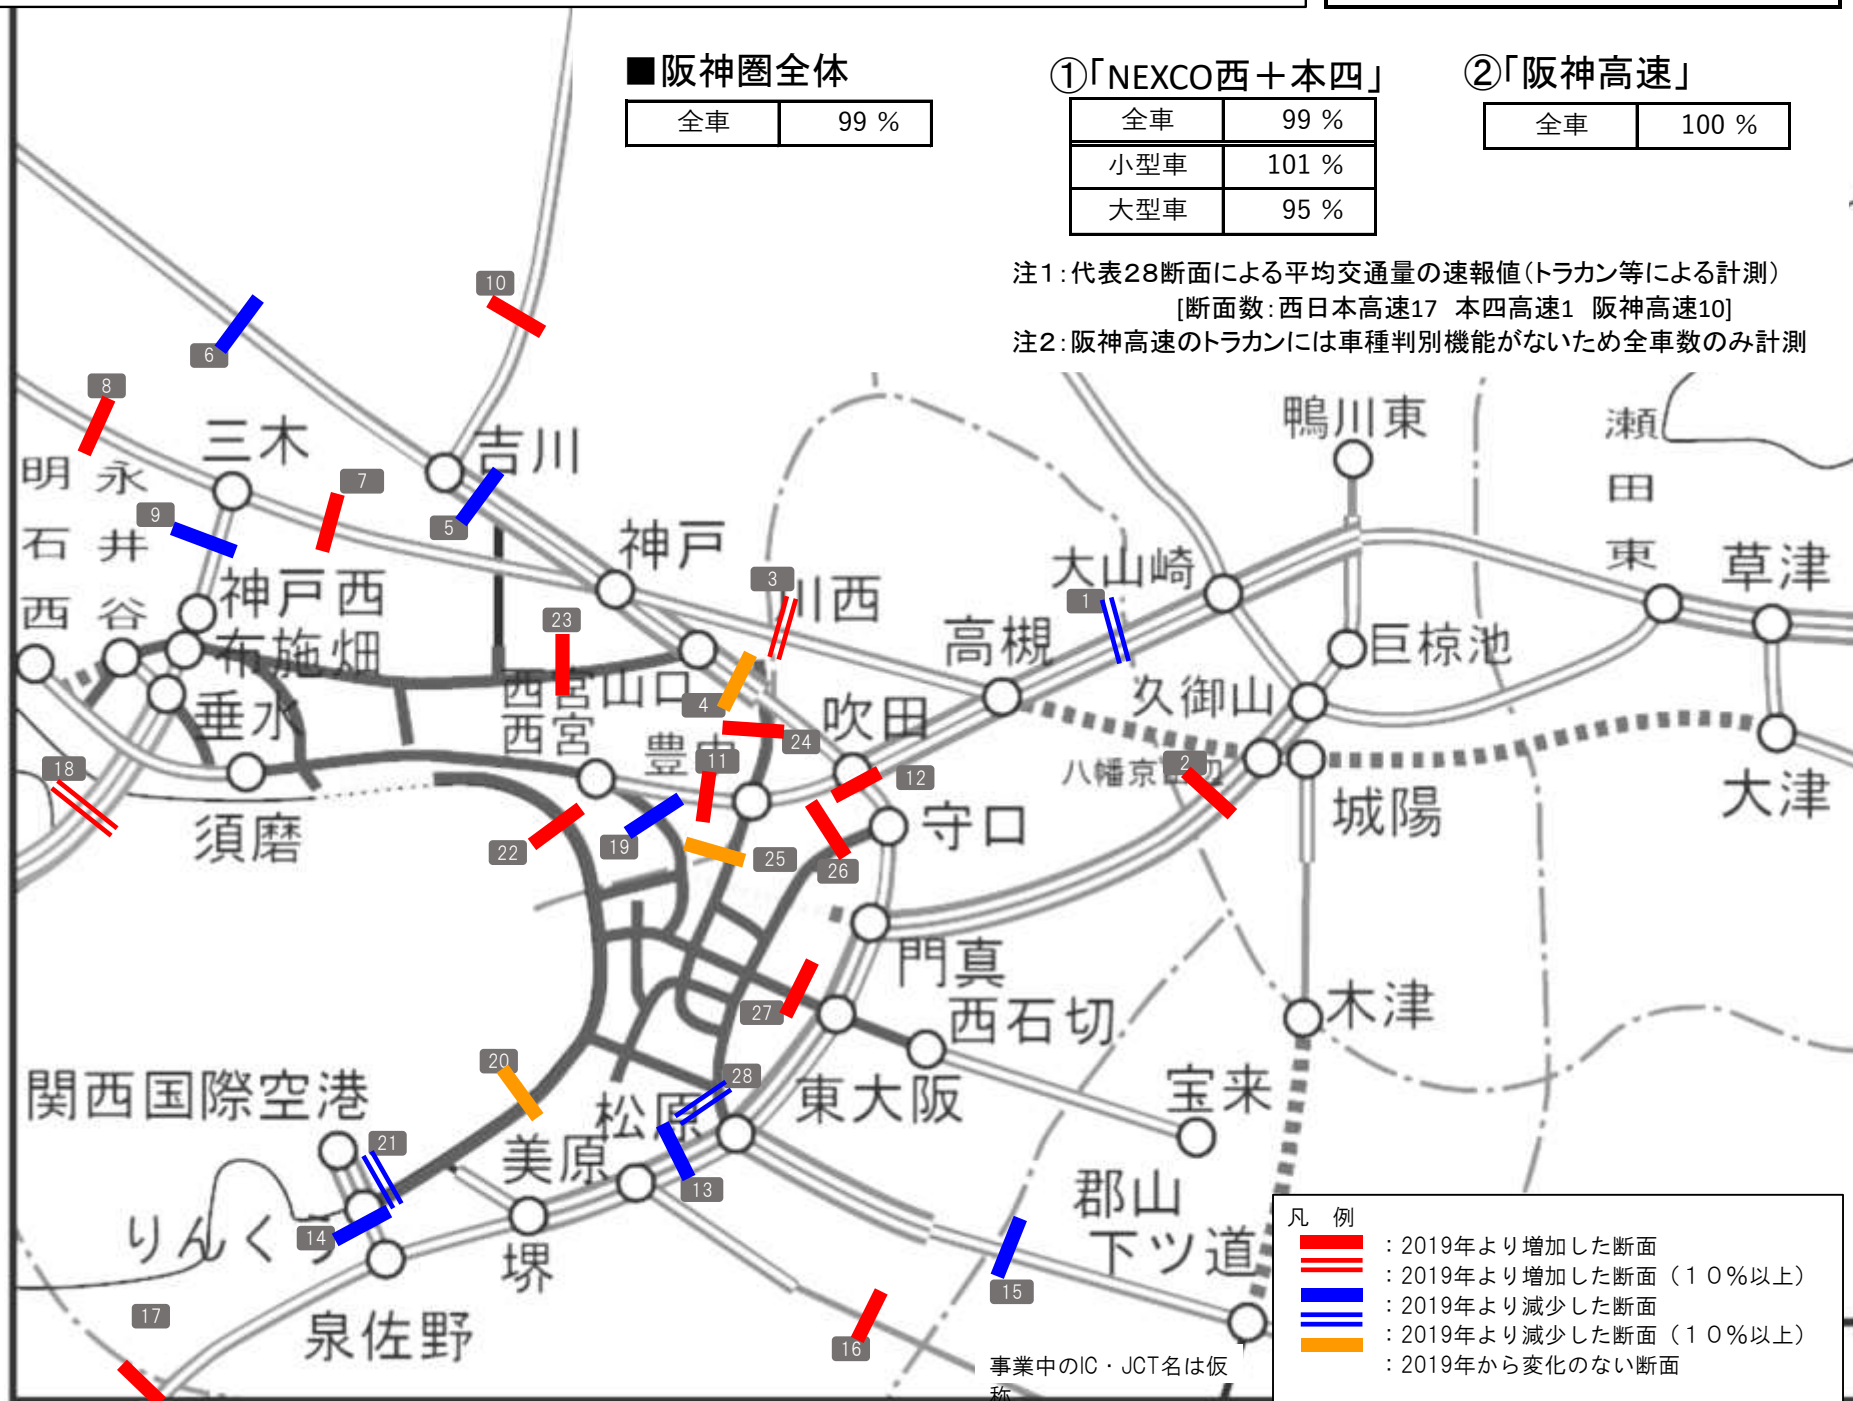 ■阪神圏全体
全車 99 %
①「NEXCO西＋本四」
全車 99 %
小型車 101 %
大型車 95 %
②「阪神高速」
全車 100 %
注１：代表２８断面による平均交通量の速報値（トラカン等による計測）
[断面数：西日本高速17 本四高速1 阪神高速10]
注２：阪神高速のトラカンには車種判別機能がないため全車数のみ計測
10
6
8
三木
吉川
鴨川東
瀬田東
明石西
永井谷
7
9
5
神戸
3
川西
大山崎
1
草津
神戸西
布施畑
23
高槻
巨椋池
西宮山口
西宮
4
久御山
垂水
吹田
24
豊中
11
12
18
2
大津
須磨
22
19
25
26
守口
城陽
門真
27
西石切
木津
20
28
関西国際空港
松原
東大阪
宝来
21
美原
13
郡山
下ツ道
りんくう
14
堺
15
17
泉佐野
16
事業中のIC・JCT名は仮
称
凡 例
：2019年より増加した断面
：2019年より増加した断面（１０％以上）
：2019年より減少した断面
：2019年より減少した断面（１０％以上）
：2019年から変化のない断面